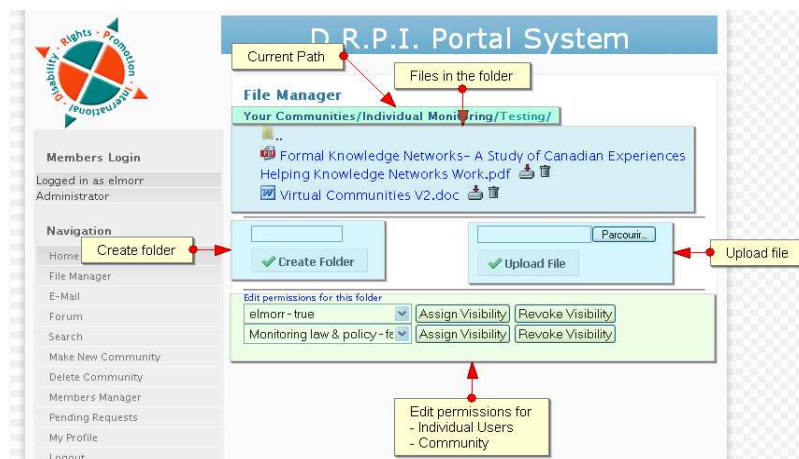 Disability · Rights · Promotion · International
D.R.P.I. Portal System
Current Path
Files in the folder
File Manager
Your Communities/Individual Monitoring/Testing/
..
Formal Knowledge Networks– A Study of Canadian Experiences
Helping Knowledge Networks Work.pdf
Virtual Communities V2.doc
Members Login
Logged in as elmorr
Administrator
Navigation
Home
File Manager
E-Mail
Forum
Search
Make New Community
Delete Community
Members Manager
Pending Requests
My Profile
Logout
Create folder
Create Folder
Parcourir...
Upload File
Upload file
Edit permissions for this folder
elmorr - true Assign Visibility Revoke Visibility
Monitoring law & policy - fa Assign Visibility Revoke Visibility
Edit permissions for
- Individual Users
- Community